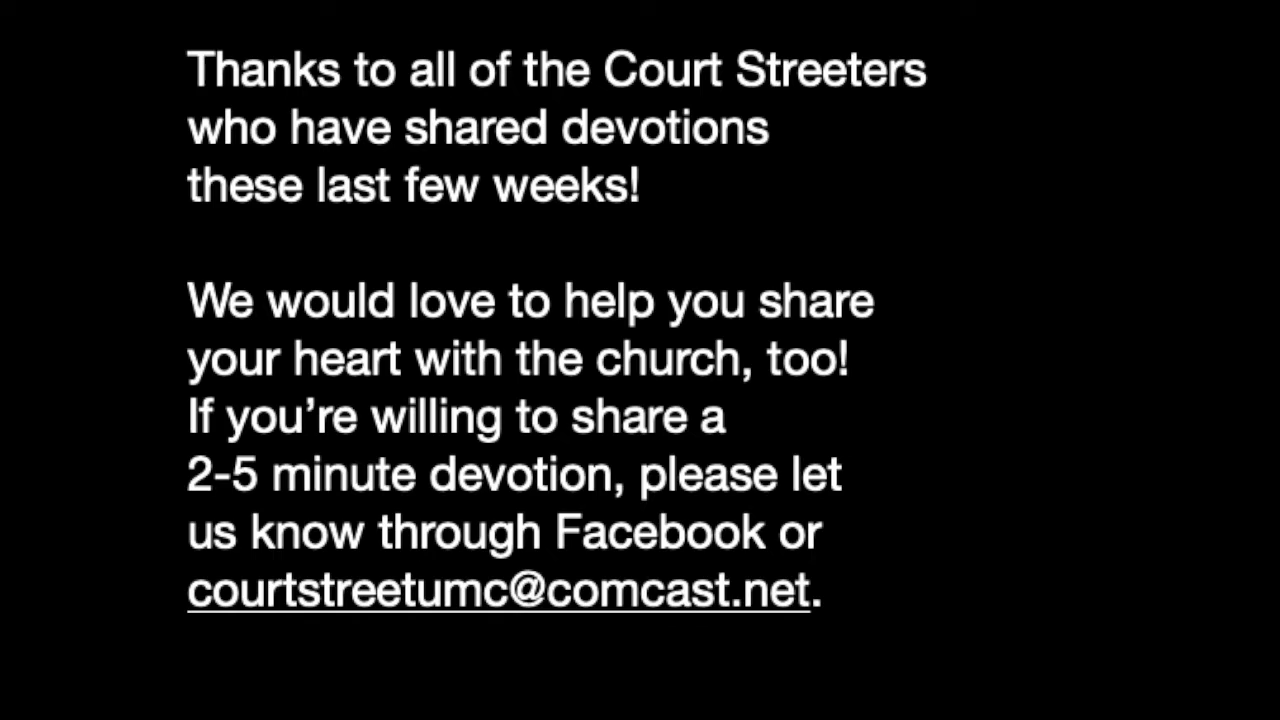 Thanks to all of the Court Streeters
who have shared devotions
these last few weeks!
We would love to help you share
your heart with the church, too!
If you’re willing to share a
2-5 minute devotion, please let
us know through Facebook or
courtstreetumc@comcast.net.